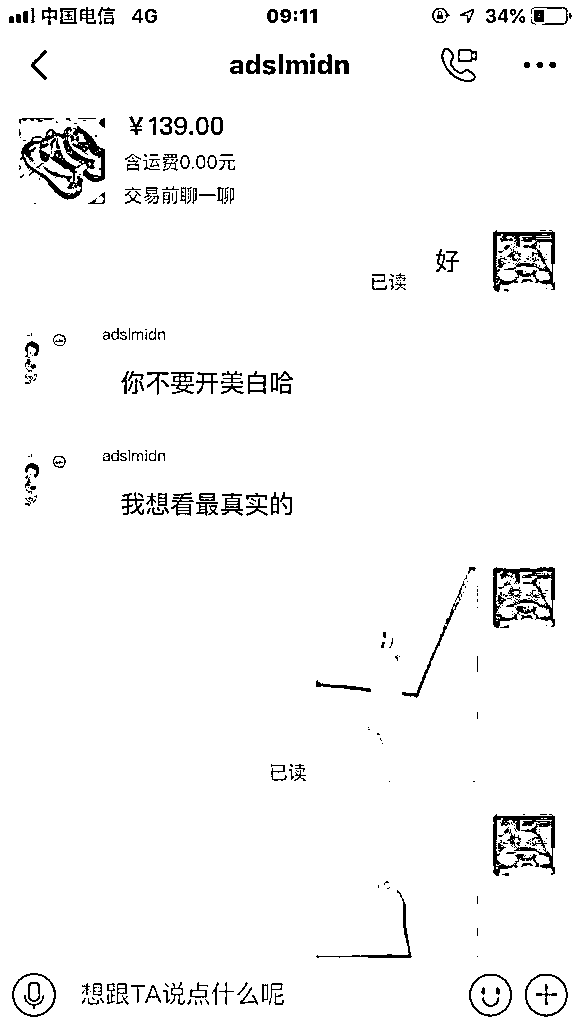 中国电信 4G 09:11 34%
adslmidn
￥139.00
含运费0.00元
交易前聊一聊
好
已读
adslmidn
你不要开美白哈
adslmidn
我想看最真实的
已读
想跟TA说点什么呢